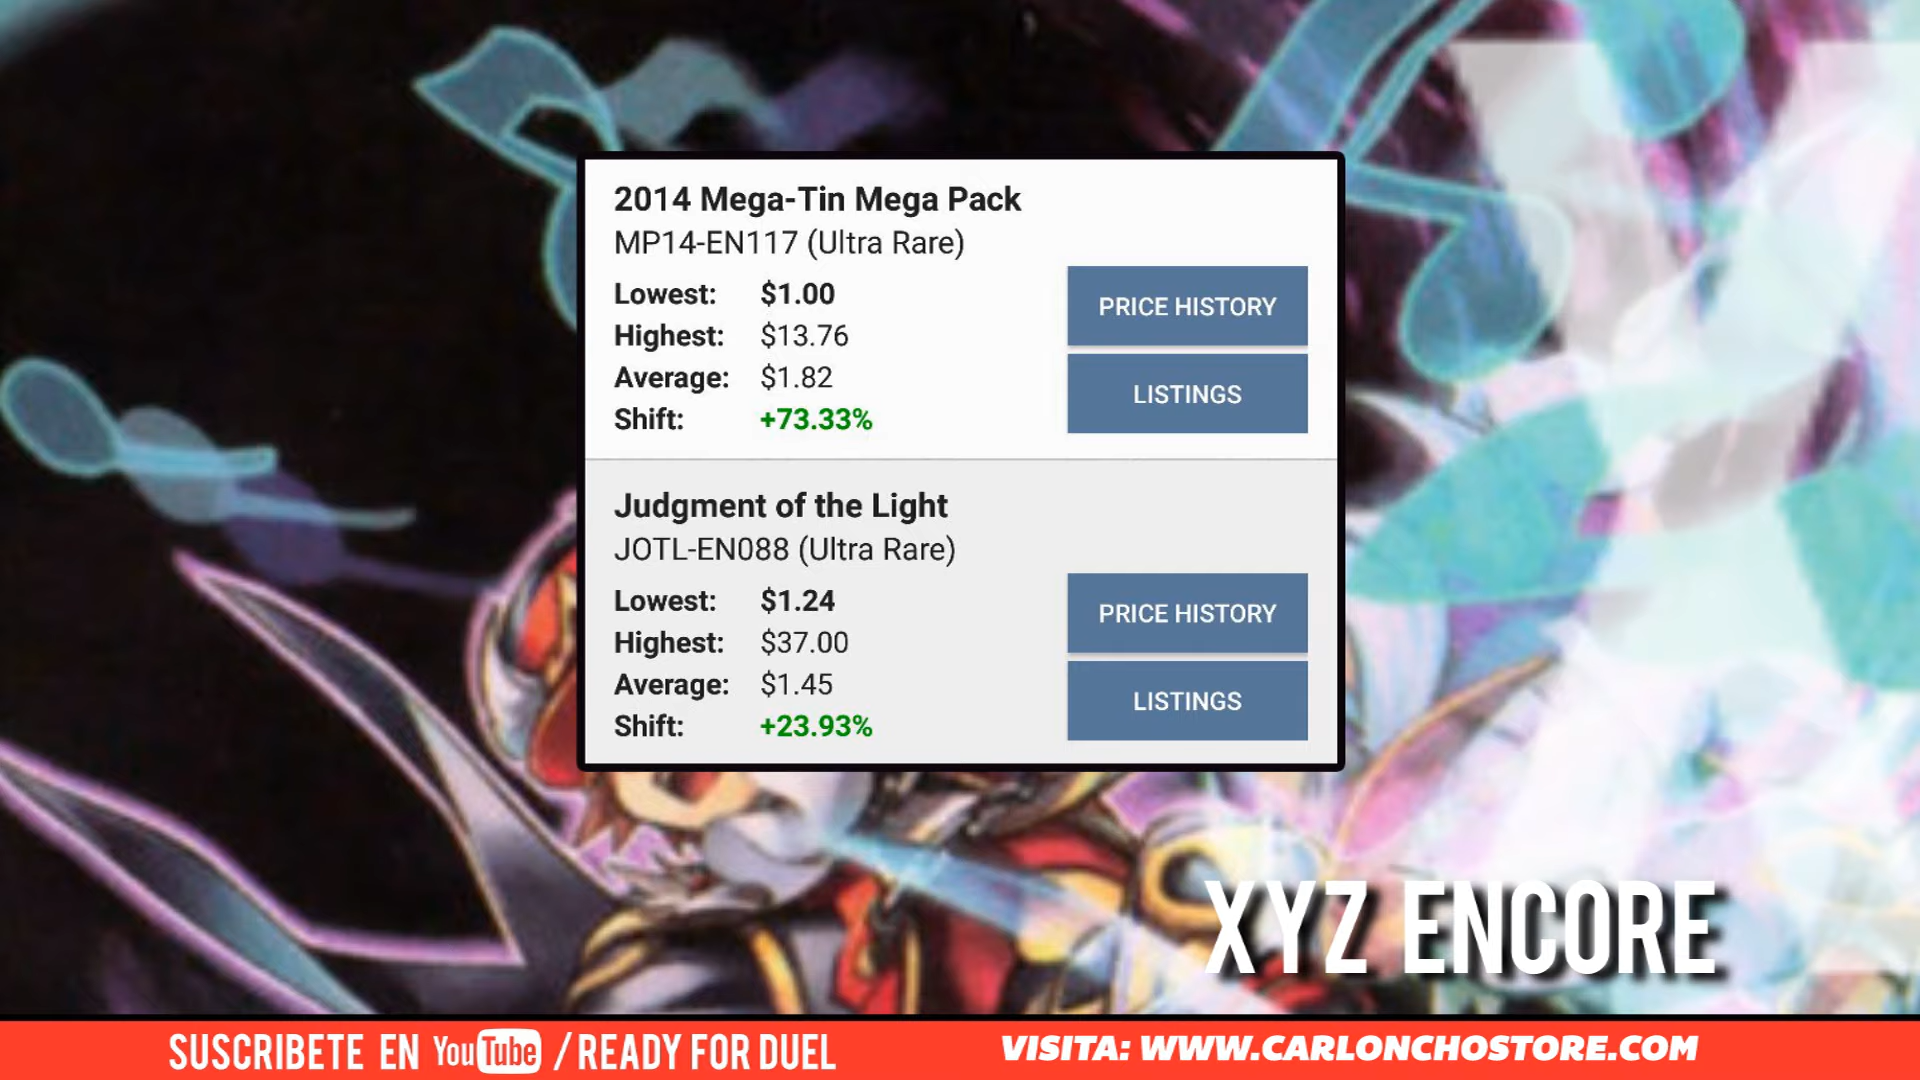 2014 Mega-Tin Mega Pack
MP14-EN117 (Ultra Rare)
Lowest: $1.00
Highest: $13.76
Average: $1.82
Shift: +73.33%
PRICE HISTORY
LISTINGS
Judgment of the Light
JOTL-EN088 (Ultra Rare)
Lowest: $1.24
Highest: $37.00
Average: $1.45
Shift: +23.93%
PRICE HISTORY
LISTINGS
XYZ ENCORE
SUSCRIBETE EN YouTube / READY FOR DUEL
VISITA: WWW.CARLONCHOSTORE.COM